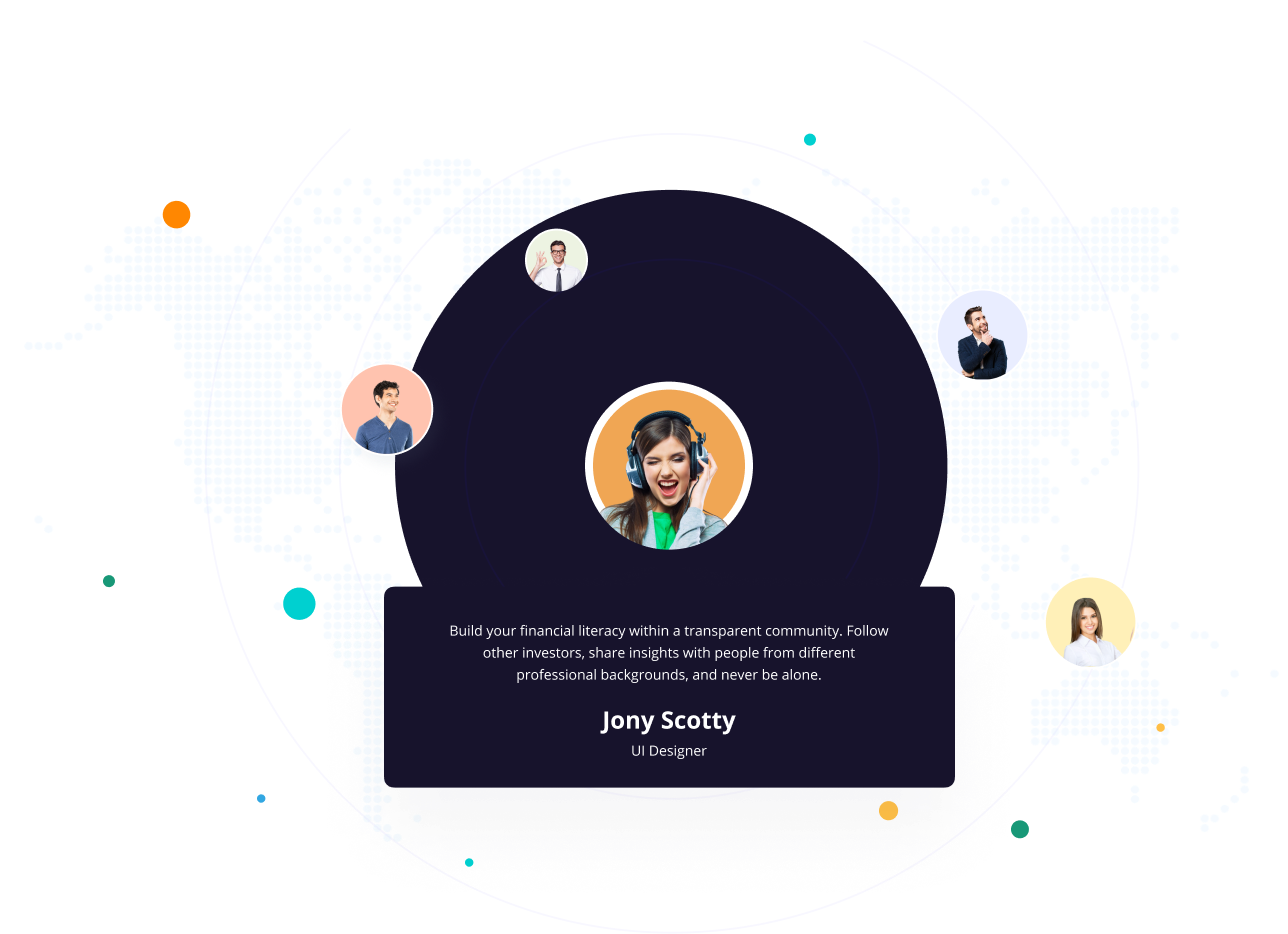 Build your financial literacy within a transparent community. Follow
other investors, share insights with people from different
professional backgrounds, and never be alone.
Jony Scotty
UI Designer